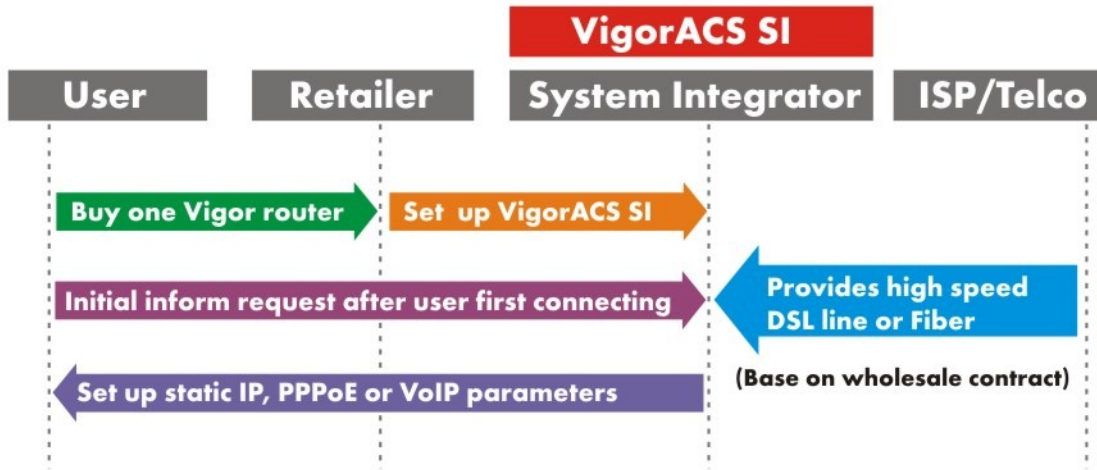 VigorACS SI
User
Retailer
System Integrator
ISP/Telco
Buy one Vigor router
Set up VigorACS SI
Initial inform request after user first connecting
Provides high speed
DSL line or Fiber
Set up static IP, PPPoE or VoIP parameters
(Base on wholesale contract)